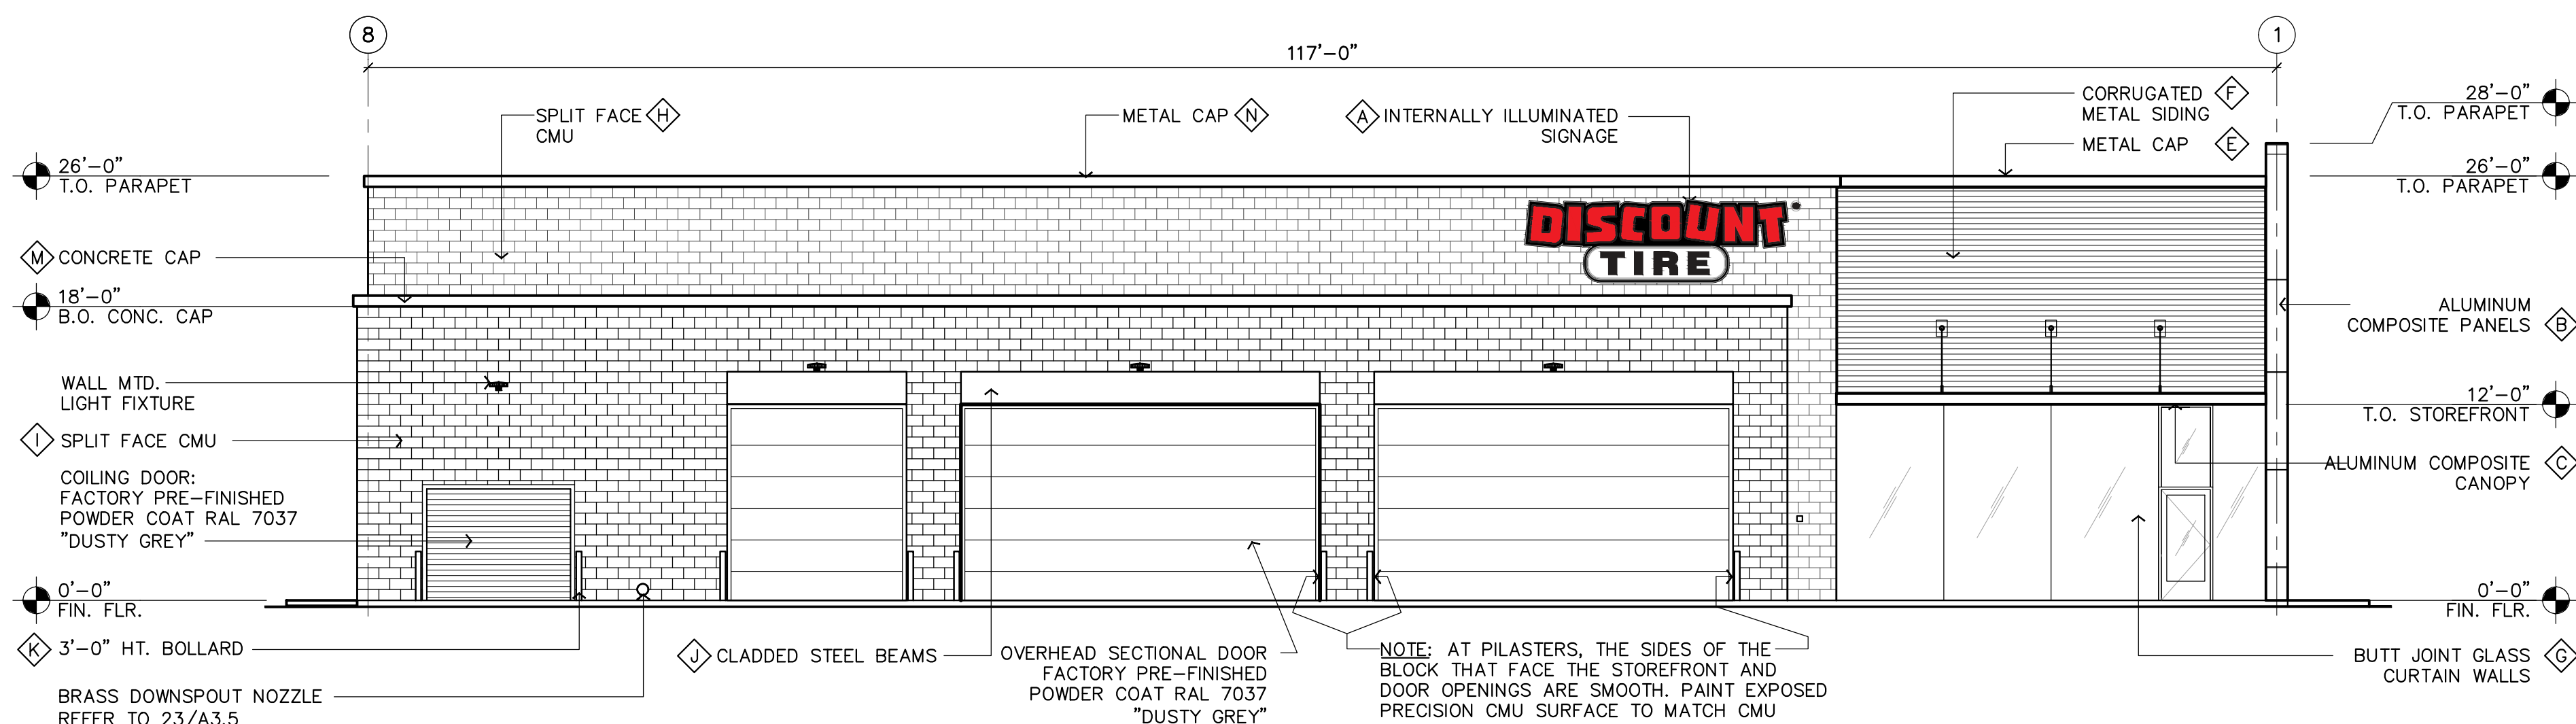 8
117'-0"
1
SPLIT FACE H
CMU
METAL CAP N
A INTERNALLY ILLUMINATED
SIGNAGE
CORRUGATED F
METAL SIDING
METAL CAP E
28'-0"
T.O. PARAPET
26'-0"
T.O. PARAPET
26'-0"
T.O. PARAPET
DISCOUNT
TIRE
M CONCRETE CAP
18'-0"
B.O. CONC. CAP
ALUMINUM
COMPOSITE PANELS B
WALL MTD.
LIGHT FIXTURE
12'-0"
T.O. STOREFRONT
I SPLIT FACE CMU
ALUMINUM COMPOSITE C
CANOPY
COILING DOOR:
FACTORY PRE-FINISHED
POWDER COAT RAL 7037
"DUSTY GREY"
0'-0"
FIN. FLR.
0'-0"
FIN. FLR.
K 3'-0" HT. BOLLARD
J CLADDED STEEL BEAMS
OVERHEAD SECTIONAL DOOR
FACTORY PRE-FINISHED
POWDER COAT RAL 7037
"DUSTY GREY"
NOTE: AT PILASTERS, THE SIDES OF THE
BLOCK THAT FACE THE STOREFRONT AND
DOOR OPENINGS ARE SMOOTH. PAINT EXPOSED
PRECISION CMU SURFACE TO MATCH CMU
BUTT JOINT GLASS G
CURTAIN WALLS
BRASS DOWNSPOUT NOZZLE
REFER TO 23/A3.5